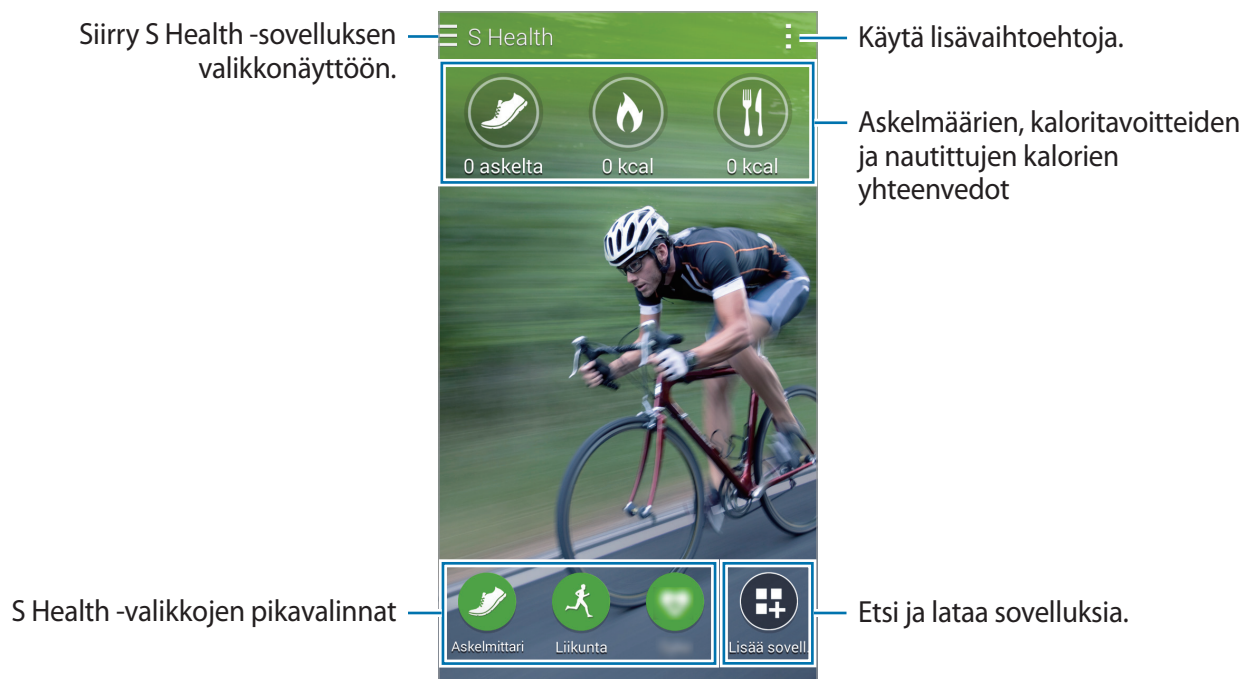 Siirry S Health -sovelluksen
valikkonäyttöön.
S Health
Käytä lisävaihtoehtoja.
0 askelta
0 kcal
0 kcal
Askelmäärien, kaloritavoitteiden
ja nautittujen kalorien
yhteenvedot
S Health -valikkojen pikavalinnat
Askelmittari
Liikunta
Lisää sovell.
Etsi ja lataa sovelluksia.